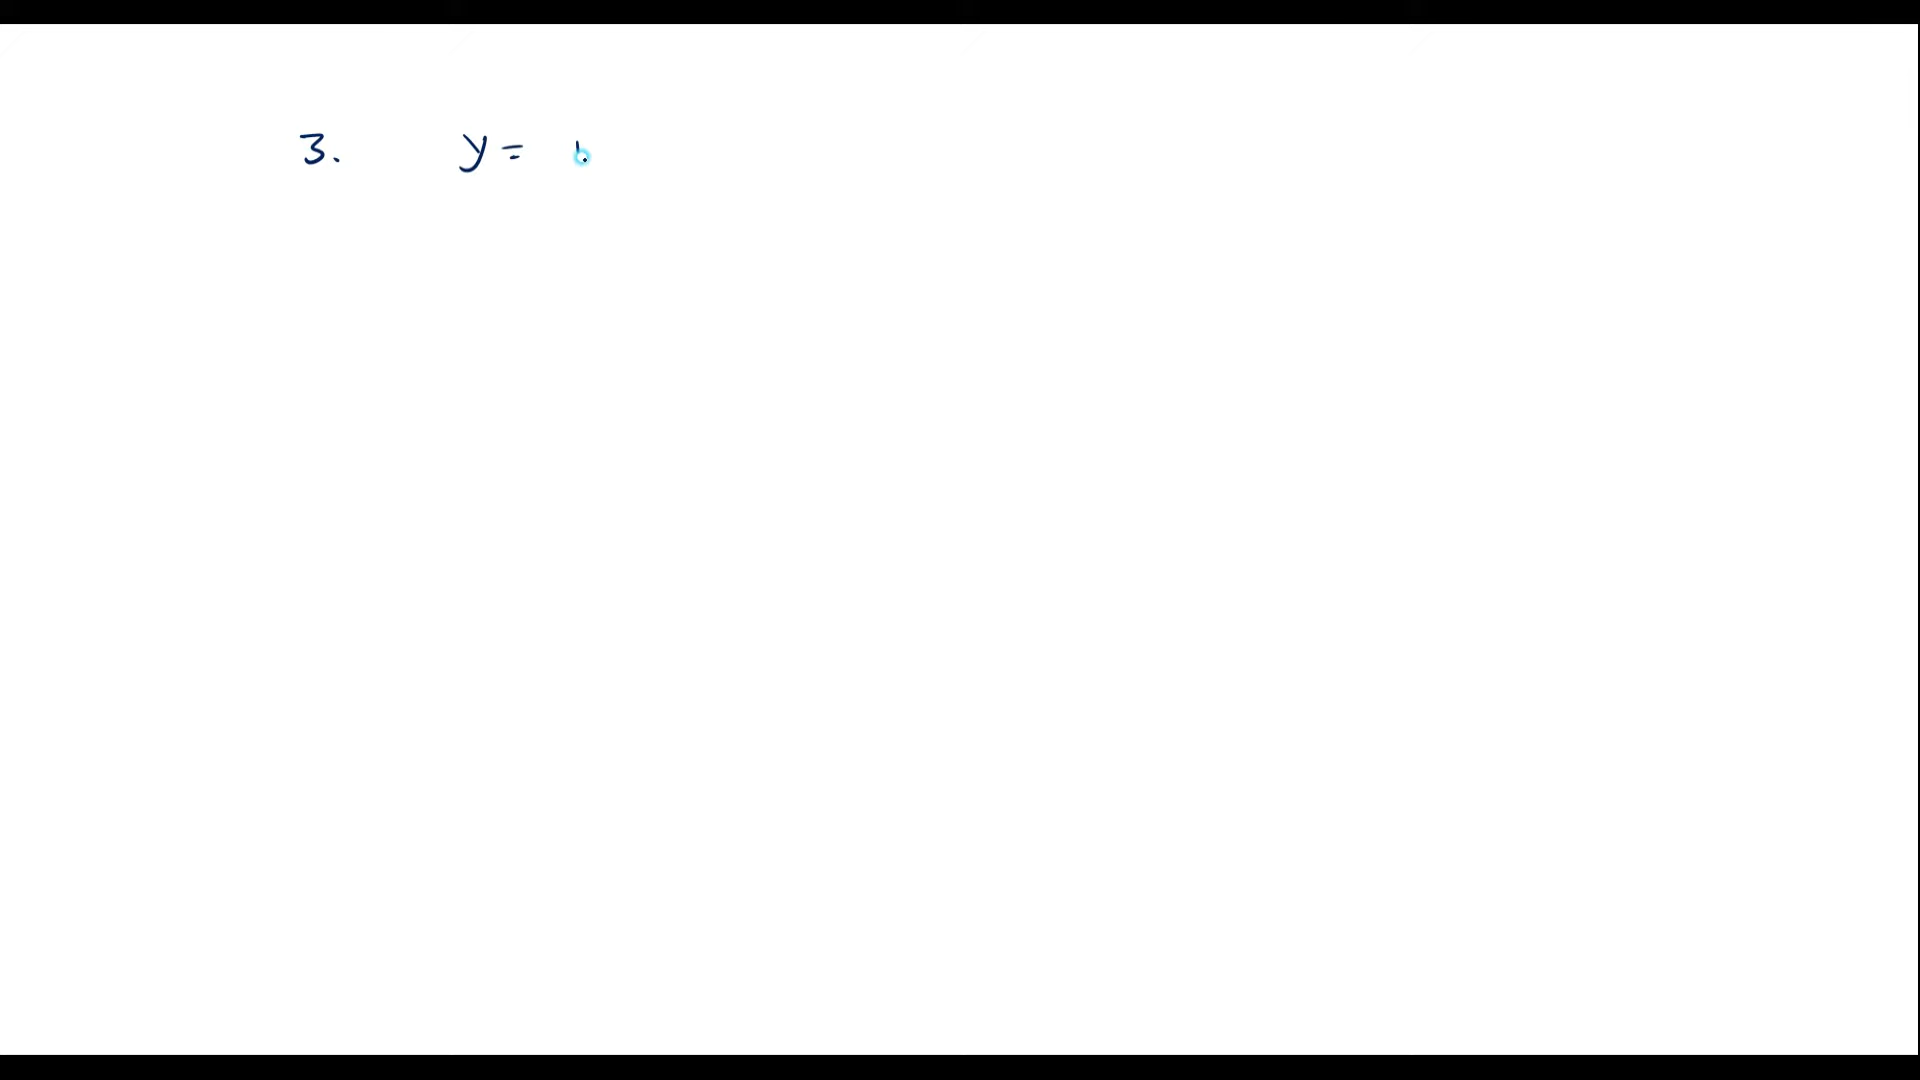 3. y =